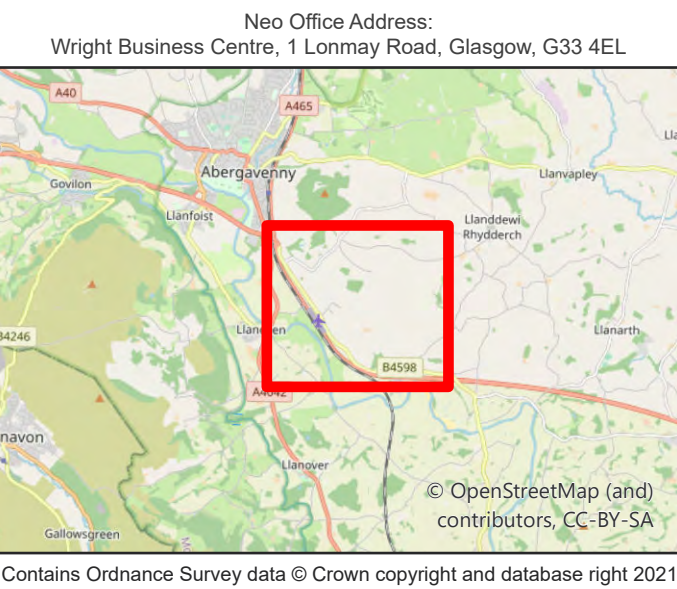 Neo Office Address:
Wright Business Centre, 1 Lonmay Road, Glasgow, G33 4EL
A40
A465
Abergavenny
Govilon
Llanvapley
Llanfoist
Llanddewi
Rhydderch
Llanarth
B4598
Llanover
© OpenStreetMap (and)
contributors, CC-BY-SA
Gallowsgreen
Contains Ordnance Survey data © Crown copyright and database right 2021